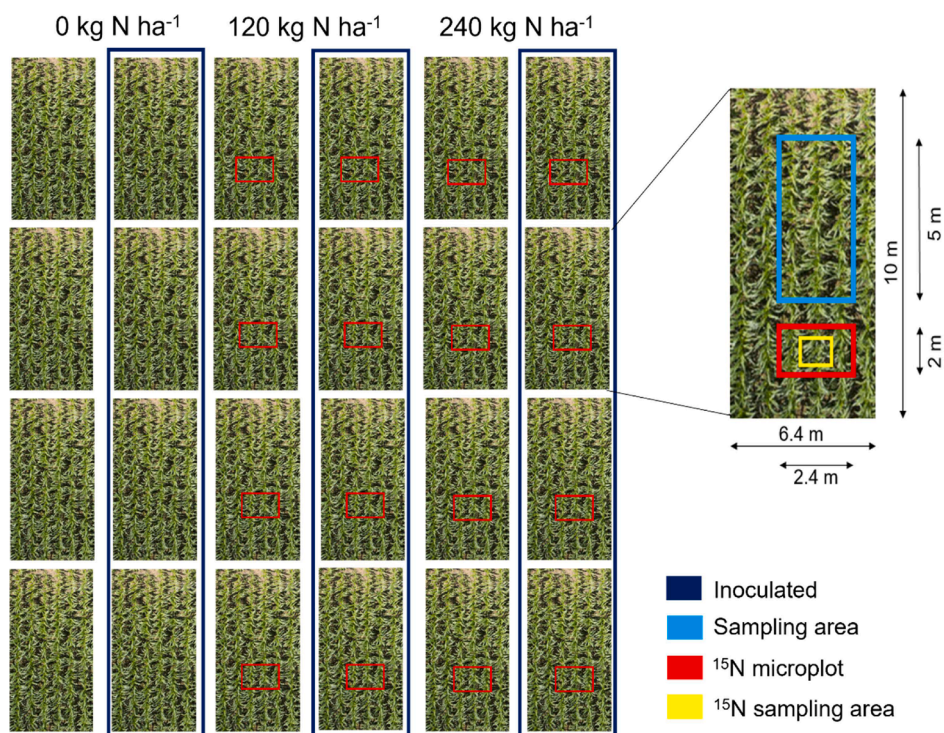 0 kg N ha⁻¹
120 kg N ha⁻¹
240 kg N ha⁻¹
5 m
10 m
2 m
6.4 m
2.4 m
Inoculated
Sampling area
¹⁵N microplot
¹⁵N sampling area